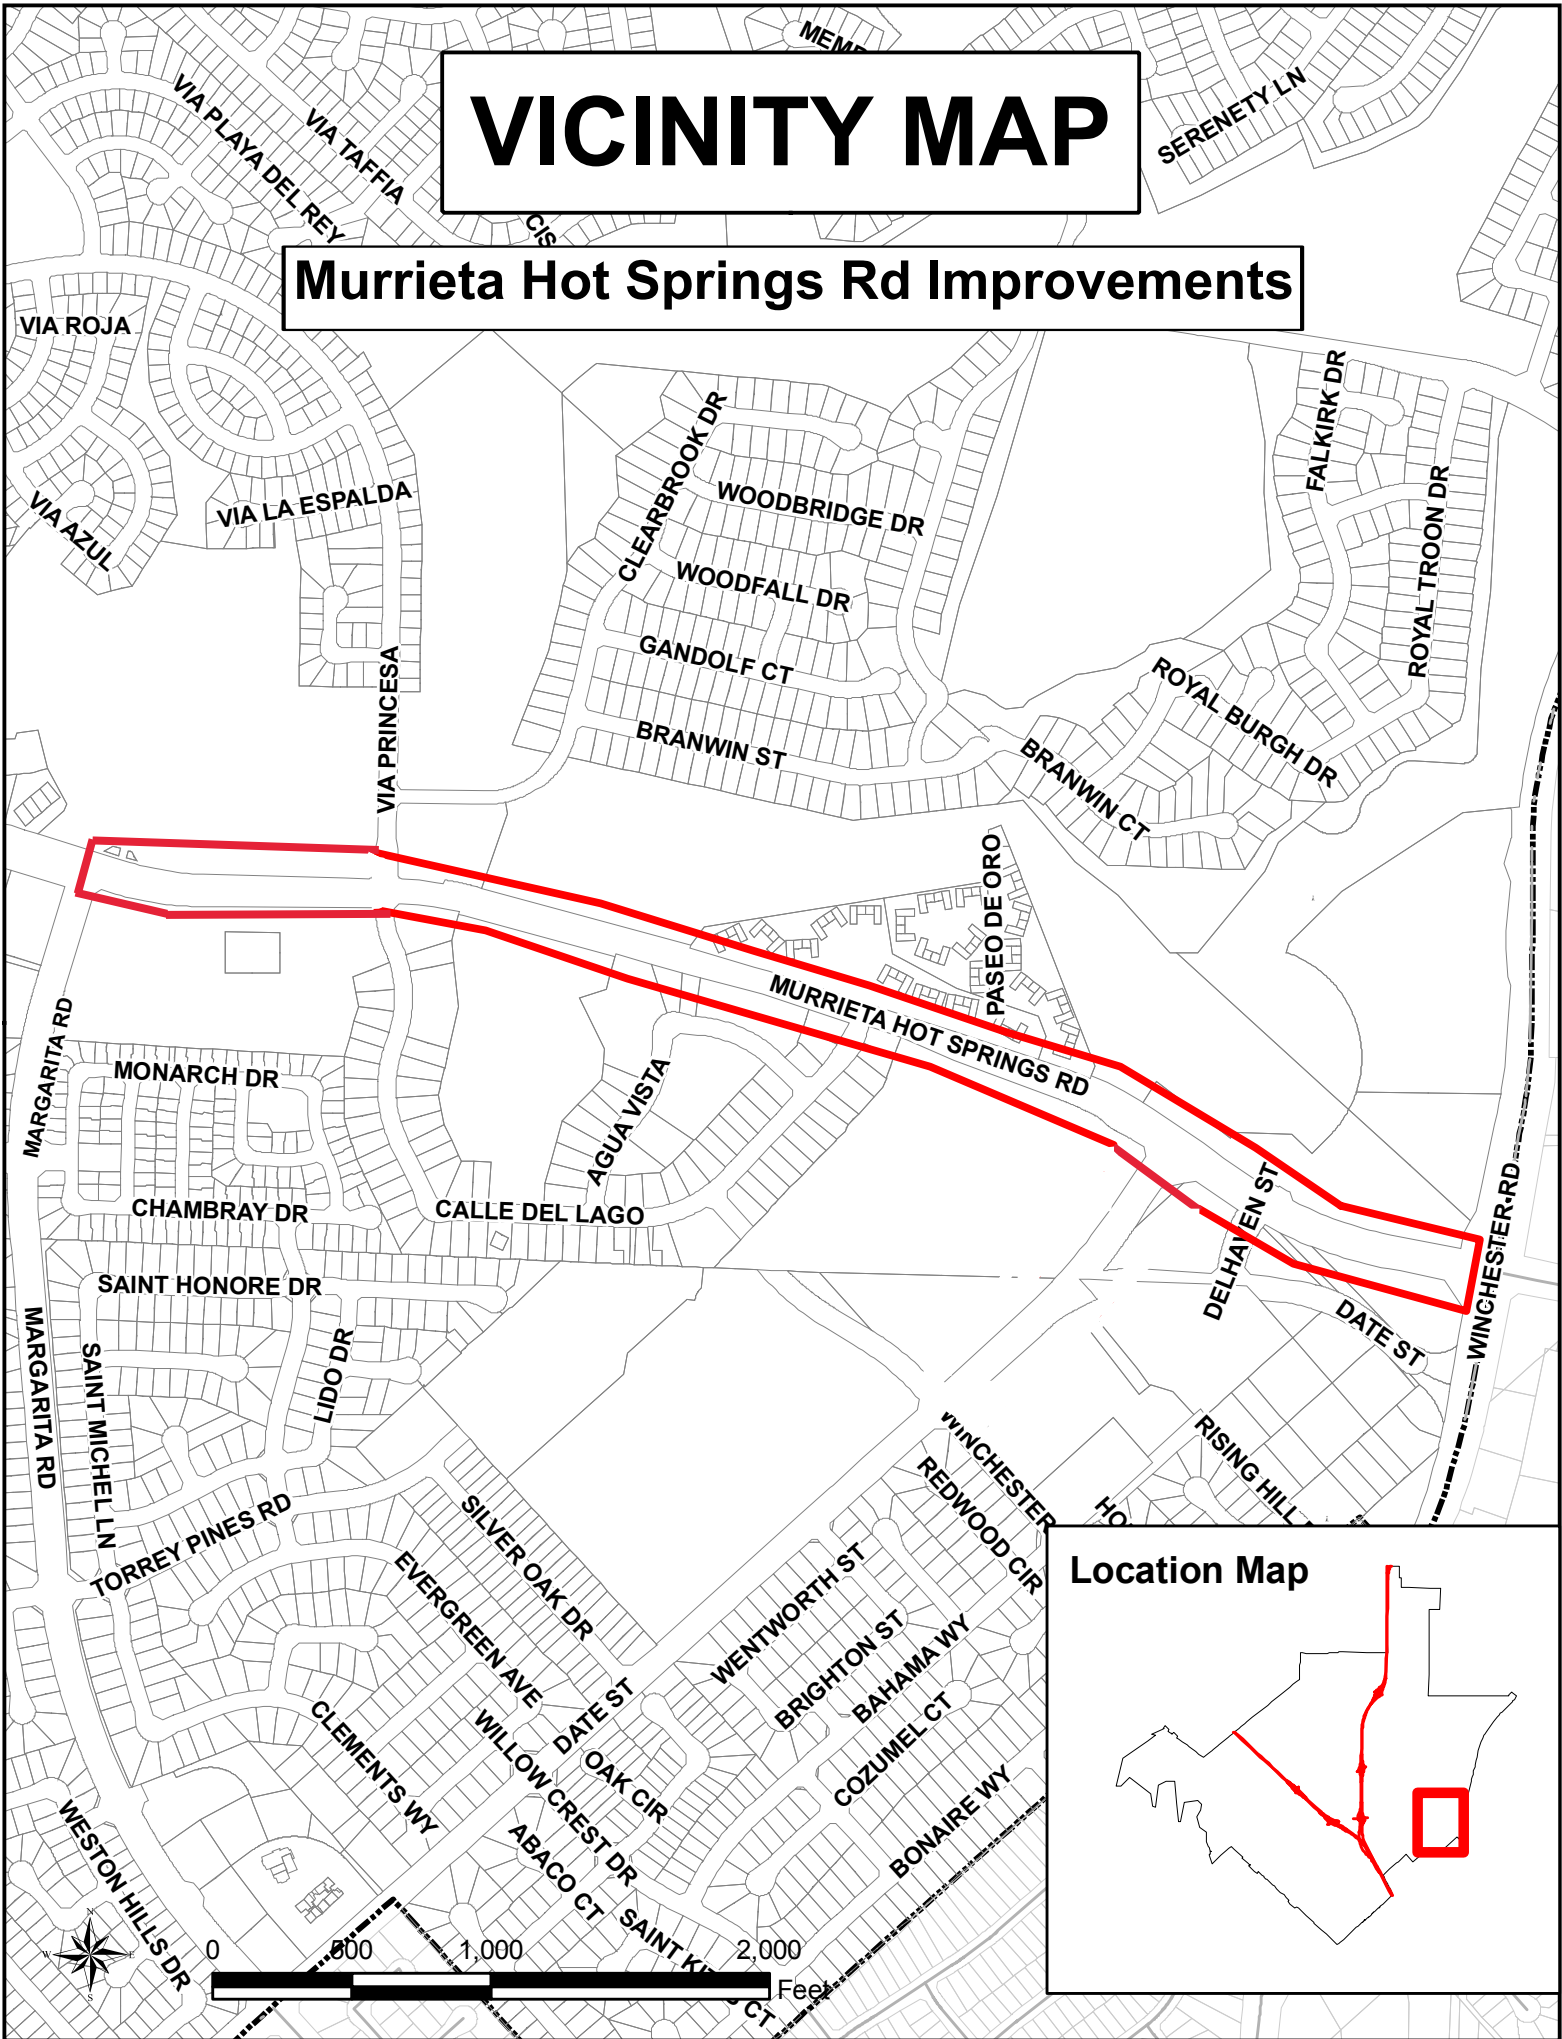 VICINITY MAP
Murrieta Hot Springs Rd Improvements
SERENETY LN
VIA PLAYA DEL REY
VIA TAFFIA
VIA ROJA
VIA AZUL
VIA LA ESPALDA
VIA PRINCESA
CLEARBROOK DR
WOODBRIDGE DR
WOODFALL DR
GANDOLF CT
BRANWIN ST
BRANWIN CT
FALKIRK DR
ROYAL TROON DR
ROYAL BURGH DR
PASEO DE ORO
MURRIETA HOT SPRINGS RD
MARGARITA RD
MONARCH DR
AGUA VISTA
CHAMBRAY DR
CALLE DEL LAGO
DELHAVEN ST
WINCHESTER RD
DATE ST
SAINT HONORE DR
MARGARITA RD
SAINT MICHEL LN
LIDO DR
TORREY PINES RD
SILVER OAK DR
EVERGREEN AVE
WINCHESTER
REDWOOD CIR
RISING HILL
WENTWORTH ST
BRIGHTON ST
BAHAMA WY
COZUMEL CT
BONAIRE WY
DATE ST
OAK CIR
WILLOW CREST DR
CLEMENTS WY
ABACO CT
WESTON HILLS DR
N
W
E
S
0
500
1,000
2,000
Feet
Location Map